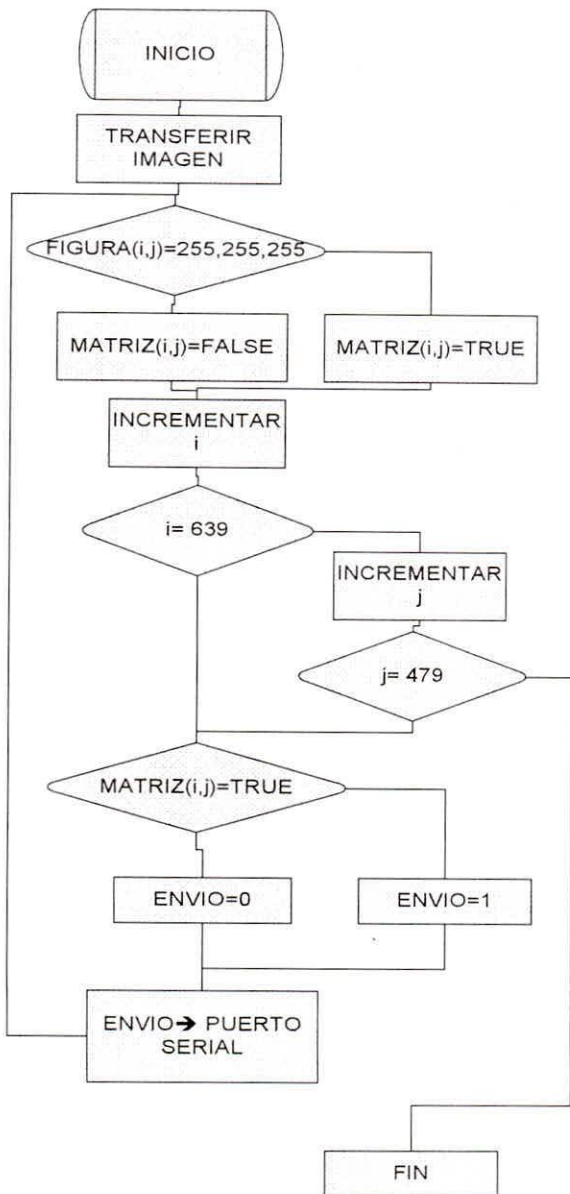 INICIO
TRANSFERIR
IMAGEN
FIGURA(i,j)=255,255,255
MATRIZ(i,j)=FALSE
MATRIZ(i,j)=TRUE
INCREMENTAR
i
i= 639
INCREMENTAR
j
j= 479
MATRIZ(i,j)=TRUE
ENVIO=0
ENVIO=1
ENVIO➔ PUERTO
SERIAL
FIN